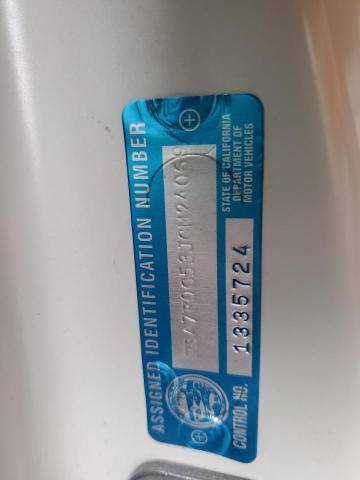 ASSIGNED IDENTIFICATION NUMBER
STATE OF CALIFORNIA
DEPARTMENT OF
MOTOR VEHICLES
CONTROL NO.
1335724